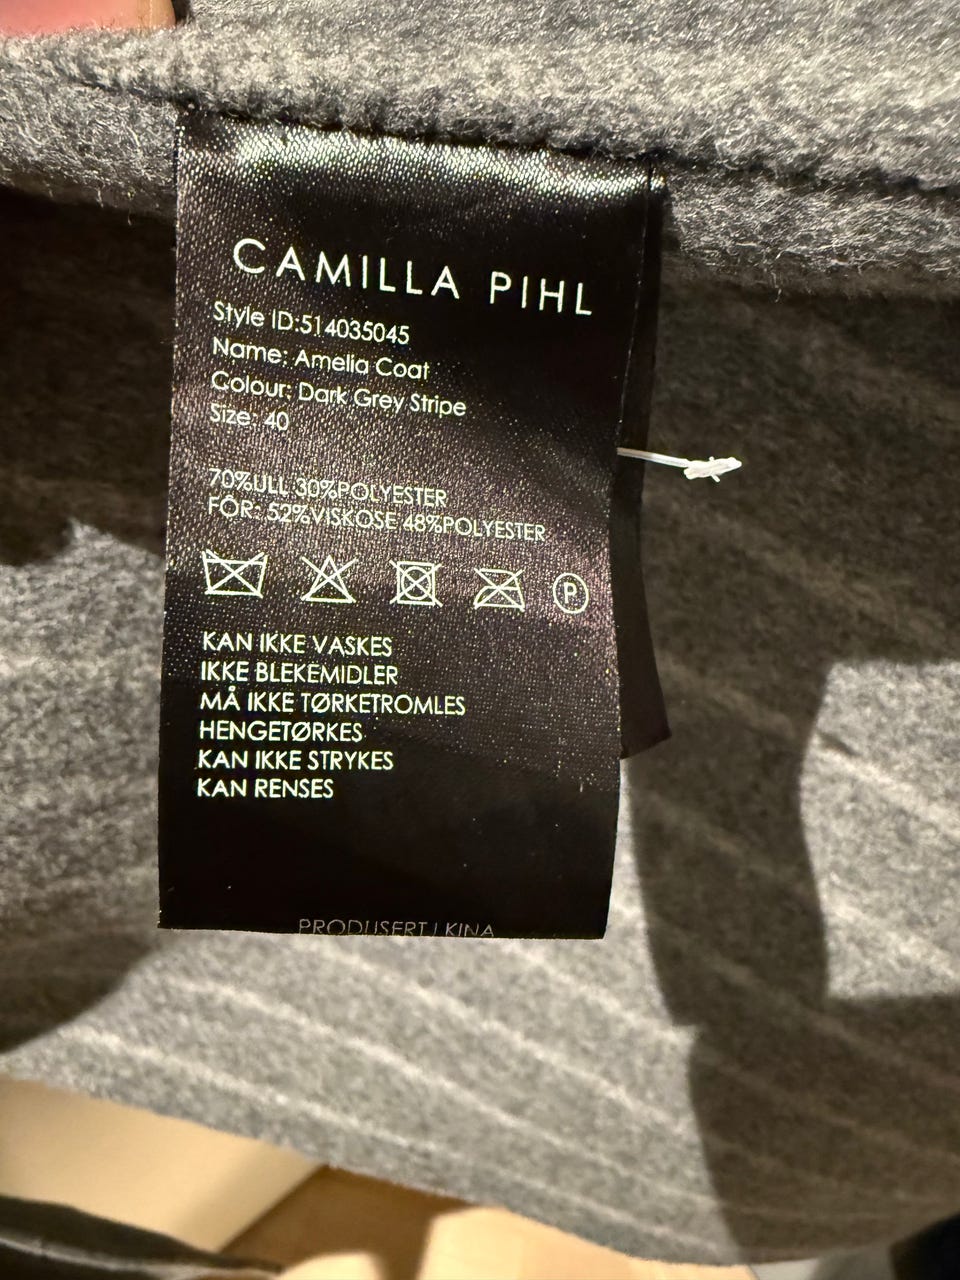 CAMILLA PIHL
Style ID:514035045
Name: Amelia Coat
Colour: Dark Grey Stripe
Size: 40
70%ULL 30%POLYESTER
FÔR: 52%VISKOSE 48%POLYESTER
P
KAN IKKE VASKES
IKKE BLEKEMIDLER
MÅ IKKE TØRKETROMLES
HENGETØRKES
KAN IKKE STRYKES
KAN RENSES
PRODUSERT I KINA